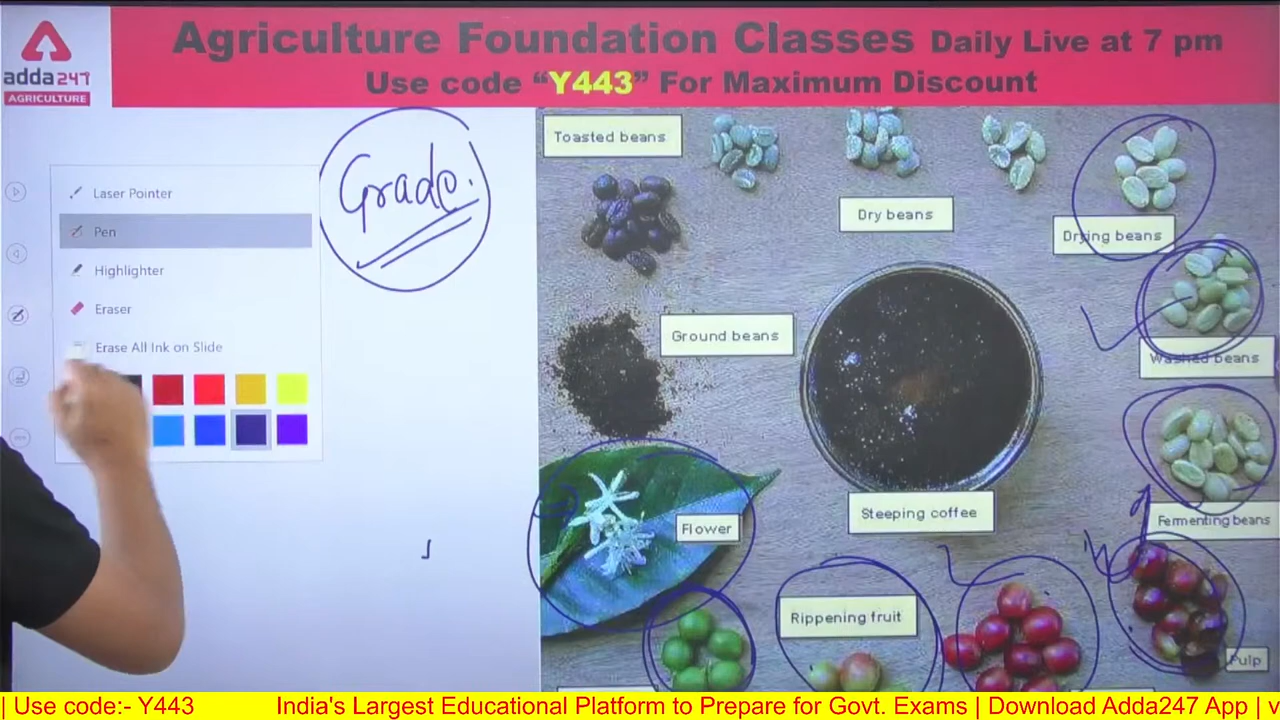 Agriculture Foundation Classes Daily Live at 7 pm
Use code “Y443” For Maximum Discount
adda247
AGRICULTURE
Grade.
Laser Pointer
Pen
Highlighter
Eraser
Erase All Ink on Slide
Toasted beans
Dry beans
Drying beans
Ground beans
Washed beans
Steeping coffee
Flower
Fermenting beans
Rippening fruit
Pulp
| Use code:- Y443 India's Largest Educational Platform to Prepare for Govt. Exams | Download Adda247 App | v